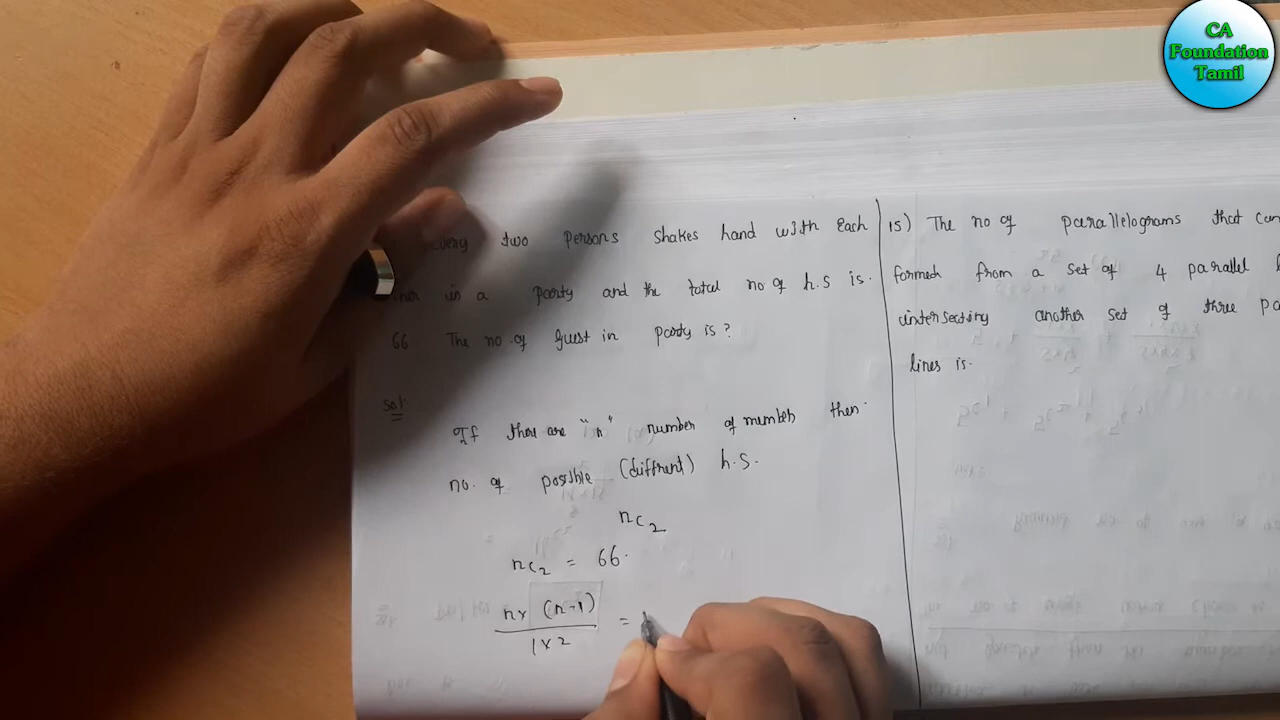 two persons shakes hand with Each
in a party and the total no of h.s is.
66 The no. of guest in party is?
Sol:
If there are "n" number of members then
no. of possible (diffrent) h.s.
nC2
nC2 = 66.
n× (n-1)
=
1×2
15) The no of parallelograms that can
formed from a set of 4 parallel
intersecting another set of three
lines is.
CA
Foundation
Tamil